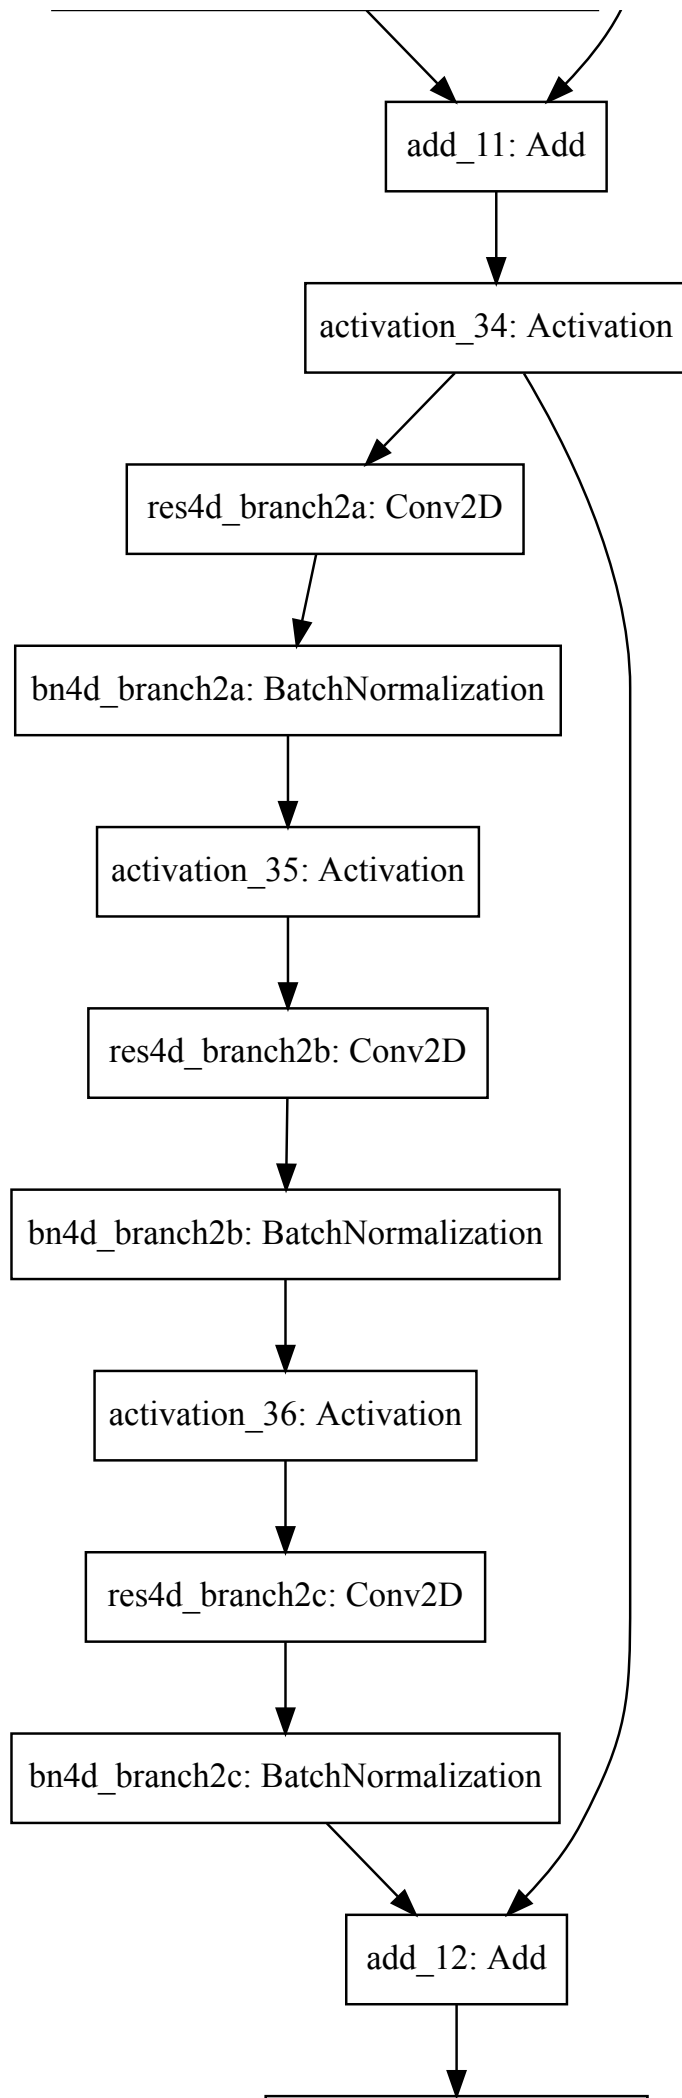 add_11: Add
activation_34: Activation
res4d_branch2a: Conv2D
bn4d_branch2a: BatchNormalization
activation_35: Activation
res4d_branch2b: Conv2D
bn4d_branch2b: BatchNormalization
activation_36: Activation
res4d_branch2c: Conv2D
bn4d_branch2c: BatchNormalization
add_12: Add